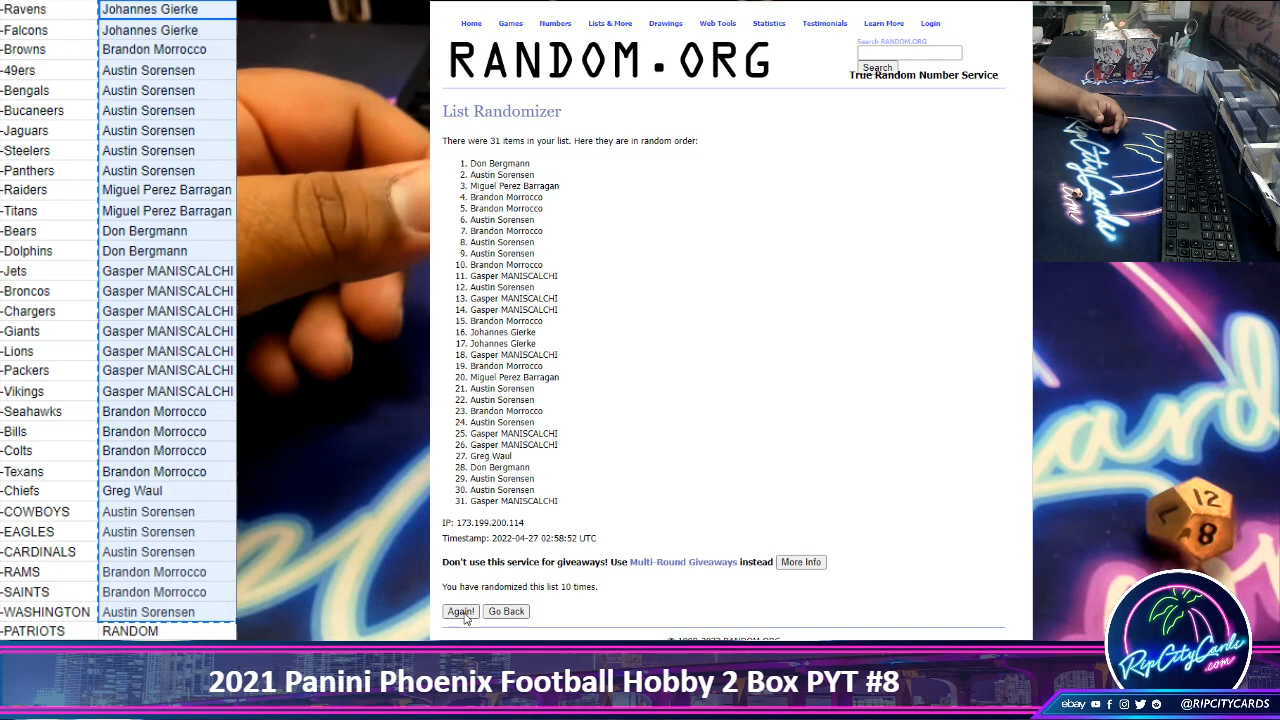 -Ravens Johannes Gierke
-Falcons Johannes Gierke
-Browns Brandon Morrocco
-49ers Austin Sorensen
-Bengals Austin Sorensen
-Bucaneers Austin Sorensen
-Jaguars Austin Sorensen
-Steelers Austin Sorensen
-Panthers Austin Sorensen
-Raiders Miguel Perez Barragan
-Titans Miguel Perez Barragan
-Bears Don Bergmann
-Dolphins Don Bergmann
-Jets Gasper MANISCALCHI
-Broncos Gasper MANISCALCHI
-Chargers Gasper MANISCALCHI
-Giants Gasper MANISCALCHI
-Lions Gasper MANISCALCHI
-Packers Gasper MANISCALCHI
-Vikings Gasper MANISCALCHI
-Seahawks Brandon Morrocco
-Bills Brandon Morrocco
-Colts Brandon Morrocco
-Texans Brandon Morrocco
-Chiefs Greg Waul
-COWBOYS Austin Sorensen
-EAGLES Austin Sorensen
-CARDINALS Austin Sorensen
-RAMS Brandon Morrocco
-SAINTS Brandon Morrocco
-WASHINGTON Austin Sorensen
-PATRIOTS RANDOM
Home Games Numbers Lists & More Drawings Web Tools Statistics Testimonials Learn More Login
RANDOM.ORG
Search RANDOM.ORG
Search
True Random Number Service
List Randomizer
There were 31 items in your list. Here they are in random order:
1. Don Bergmann
2. Austin Sorensen
3. Miguel Perez Barragan
4. Brandon Morrocco
5. Brandon Morrocco
6. Austin Sorensen
7. Brandon Morrocco
8. Austin Sorensen
9. Austin Sorensen
10. Brandon Morrocco
11. Gasper MANISCALCHI
12. Austin Sorensen
13. Gasper MANISCALCHI
14. Gasper MANISCALCHI
15. Brandon Morrocco
16. Johannes Gierke
17. Johannes Gierke
18. Gasper MANISCALCHI
19. Brandon Morrocco
20. Miguel Perez Barragan
21. Austin Sorensen
22. Austin Sorensen
23. Brandon Morrocco
24. Austin Sorensen
25. Gasper MANISCALCHI
26. Gasper MANISCALCHI
27. Greg Waul
28. Don Bergmann
29. Austin Sorensen
30. Austin Sorensen
31. Gasper MANISCALCHI
IP: 173.199.200.114
Timestamp: 2022-04-27 02:58:52 UTC
Don't use this service for giveaways! Use Multi-Round Giveaways instead More Info
You have randomized this list 10 times.
Again! Go Back
RipCityCards
.com
12
8
2021 Panini Phoenix Football Hobby 2 Box PYT #8
RipCityCards
.com
ebay @RIPCITYCARDS